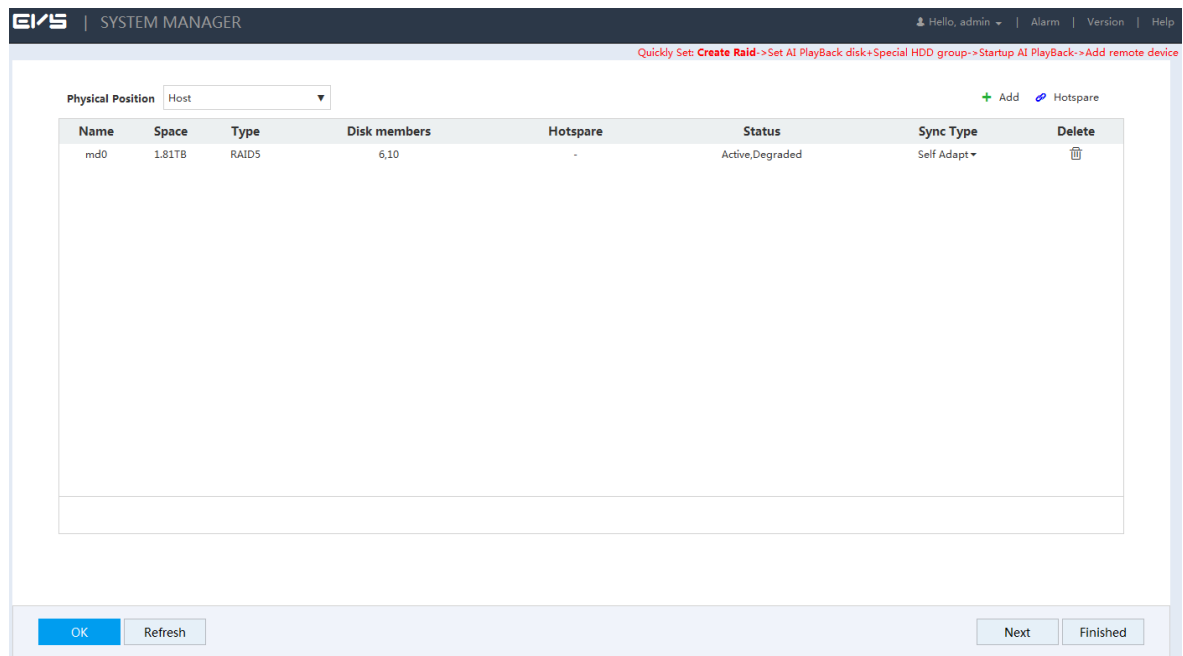 EVS | SYSTEM MANAGER Hello, admin | Alarm | Version | Help
Quickly Set: Create Raid->Set AI PlayBack disk+Special HDD group->Startup AI PlayBack->Add remote device
Physical Position Host + Add Hotspare
Name Space Type Disk members Hotspare Status Sync Type Delete
md0 1.81TB RAID5 6,10 - Active,Degraded Self Adapt
OK Refresh Next Finished